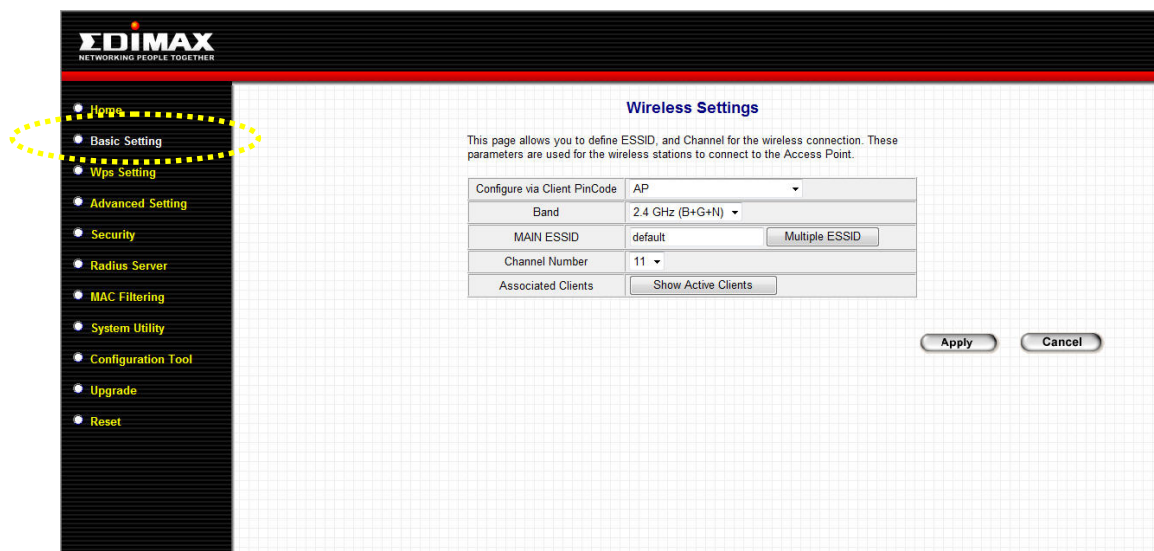 EDIMAX
NETWORKING PEOPLE TOGETHER
Home
Basic Setting
Wps Setting
Advanced Setting
Security
Radius Server
MAC Filtering
System Utility
Configuration Tool
Upgrade
Reset
Wireless Settings
This page allows you to define ESSID, and Channel for the wireless connection. These
parameters are used for the wireless stations to connect to the Access Point.
Configure via Client PinCode AP
Band 2.4 GHz (B+G+N)
MAIN ESSID default Multiple ESSID
Channel Number 11
Associated Clients Show Active Clients
Apply Cancel